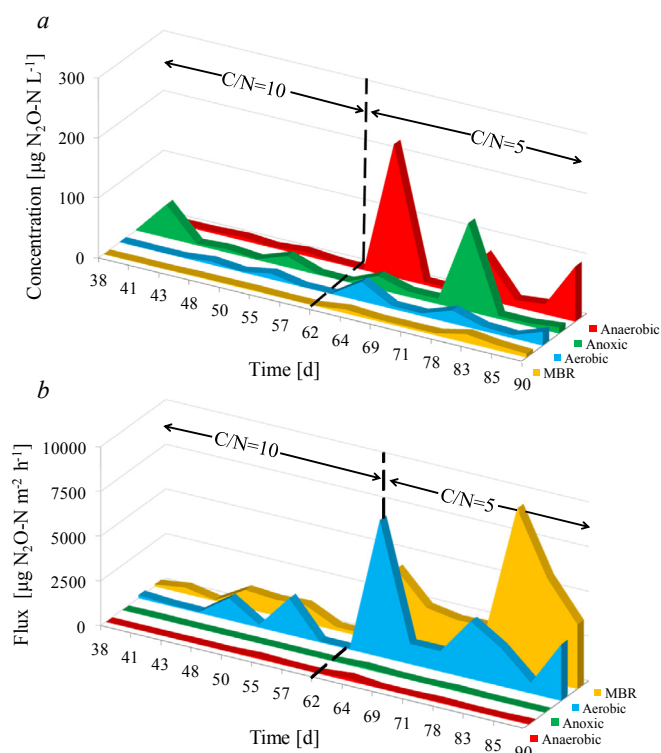 a
300
200
100
0
Concentration [µg N2O-N L-1]
C/N=10
C/N=5
38
41
43
48
50
55
57
62
64
69
71
78
83
85
90
Time [d]
Anaerobic
Anoxic
Aerobic
MBR
b
10000
7500
5000
2500
0
Flux [µg N2O-N m-2 h-1]
C/N=10
C/N=5
38
41
43
48
50
55
57
62
64
69
71
78
83
85
90
Time [d]
MBR
Aerobic
Anoxic
Anaerobic